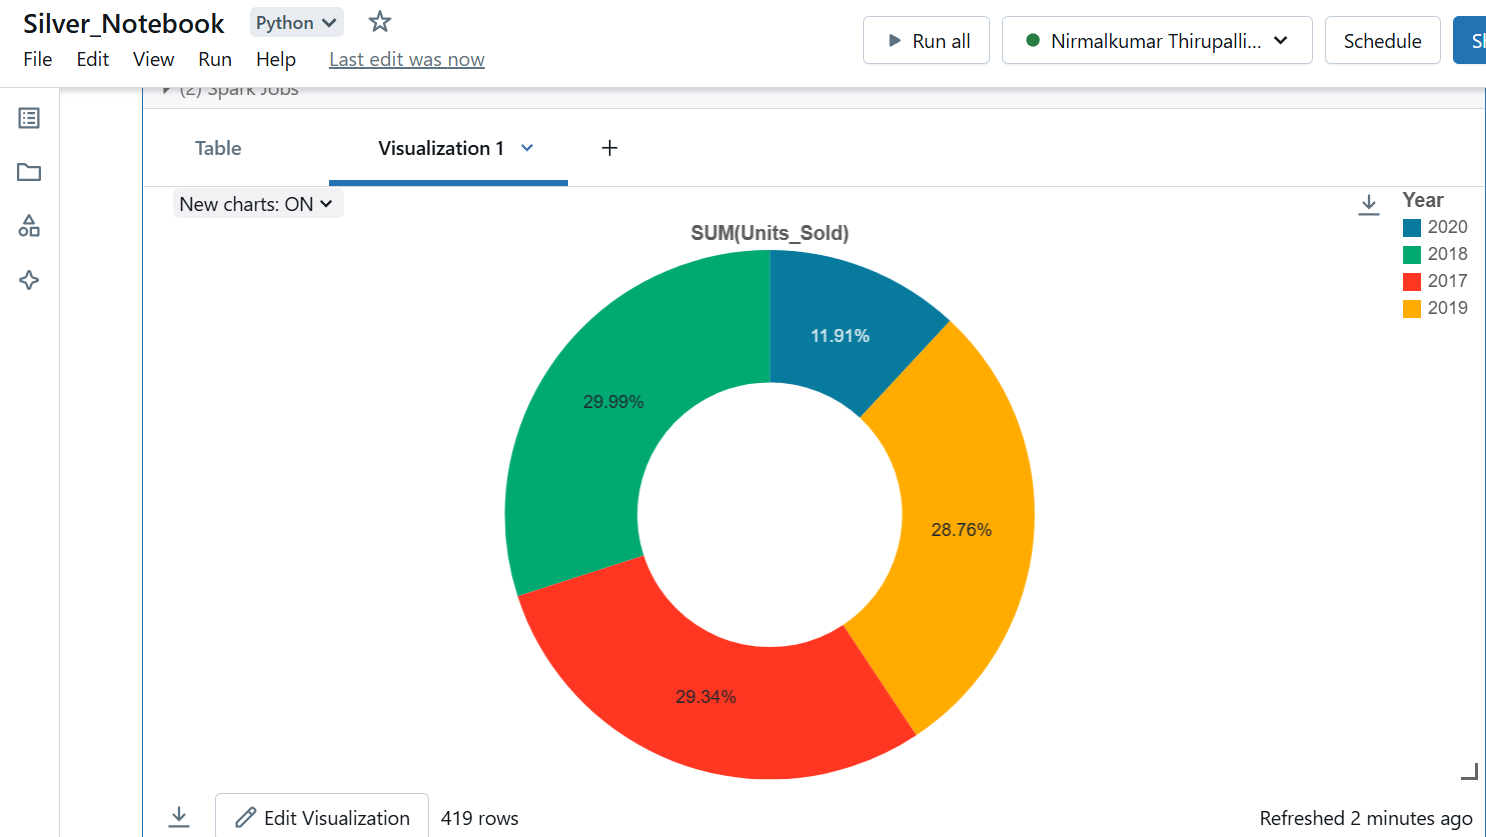 Silver_Notebook Python
File Edit View Run Help Last edit was now
Run all Nirmalkumar Thirupalli... Schedule
(2) Spark Jobs
Table Visualization 1 +
New charts: ON
SUM(Units_Sold)
Year
2020
2018
2017
2019
11.91%
29.99%
28.76%
29.34%
Edit Visualization 419 rows Refreshed 2 minutes ago